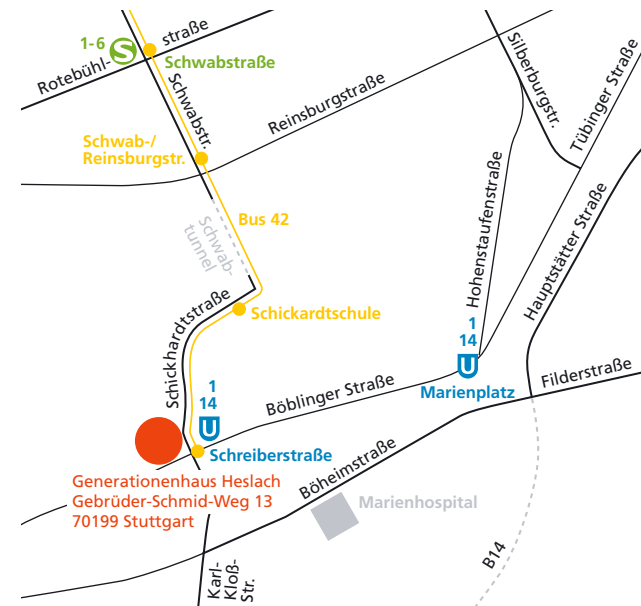 1-6
S
Rotebühl-
straße
Schwabstraße
Schwabstr.
Schwab-/
Reinsburgstr.
Reinsburgstraße
Silberburgstr.
Tübinger Straße
Bus 42
Schwab-
tunnel
Hohenstaufenstraße
Hauptstätter Straße
Schickhardtstraße
Schickardtschule
1
14
U
Marienplatz
Filderstraße
1
14
U
Böblinger Straße
Schreiberstraße
Generationenhaus Heslach
Gebrüder-Schmid-Weg 13
70199 Stuttgart
Böheimstraße
Marienhospital
B14
Karl-
Kloß-
Str.